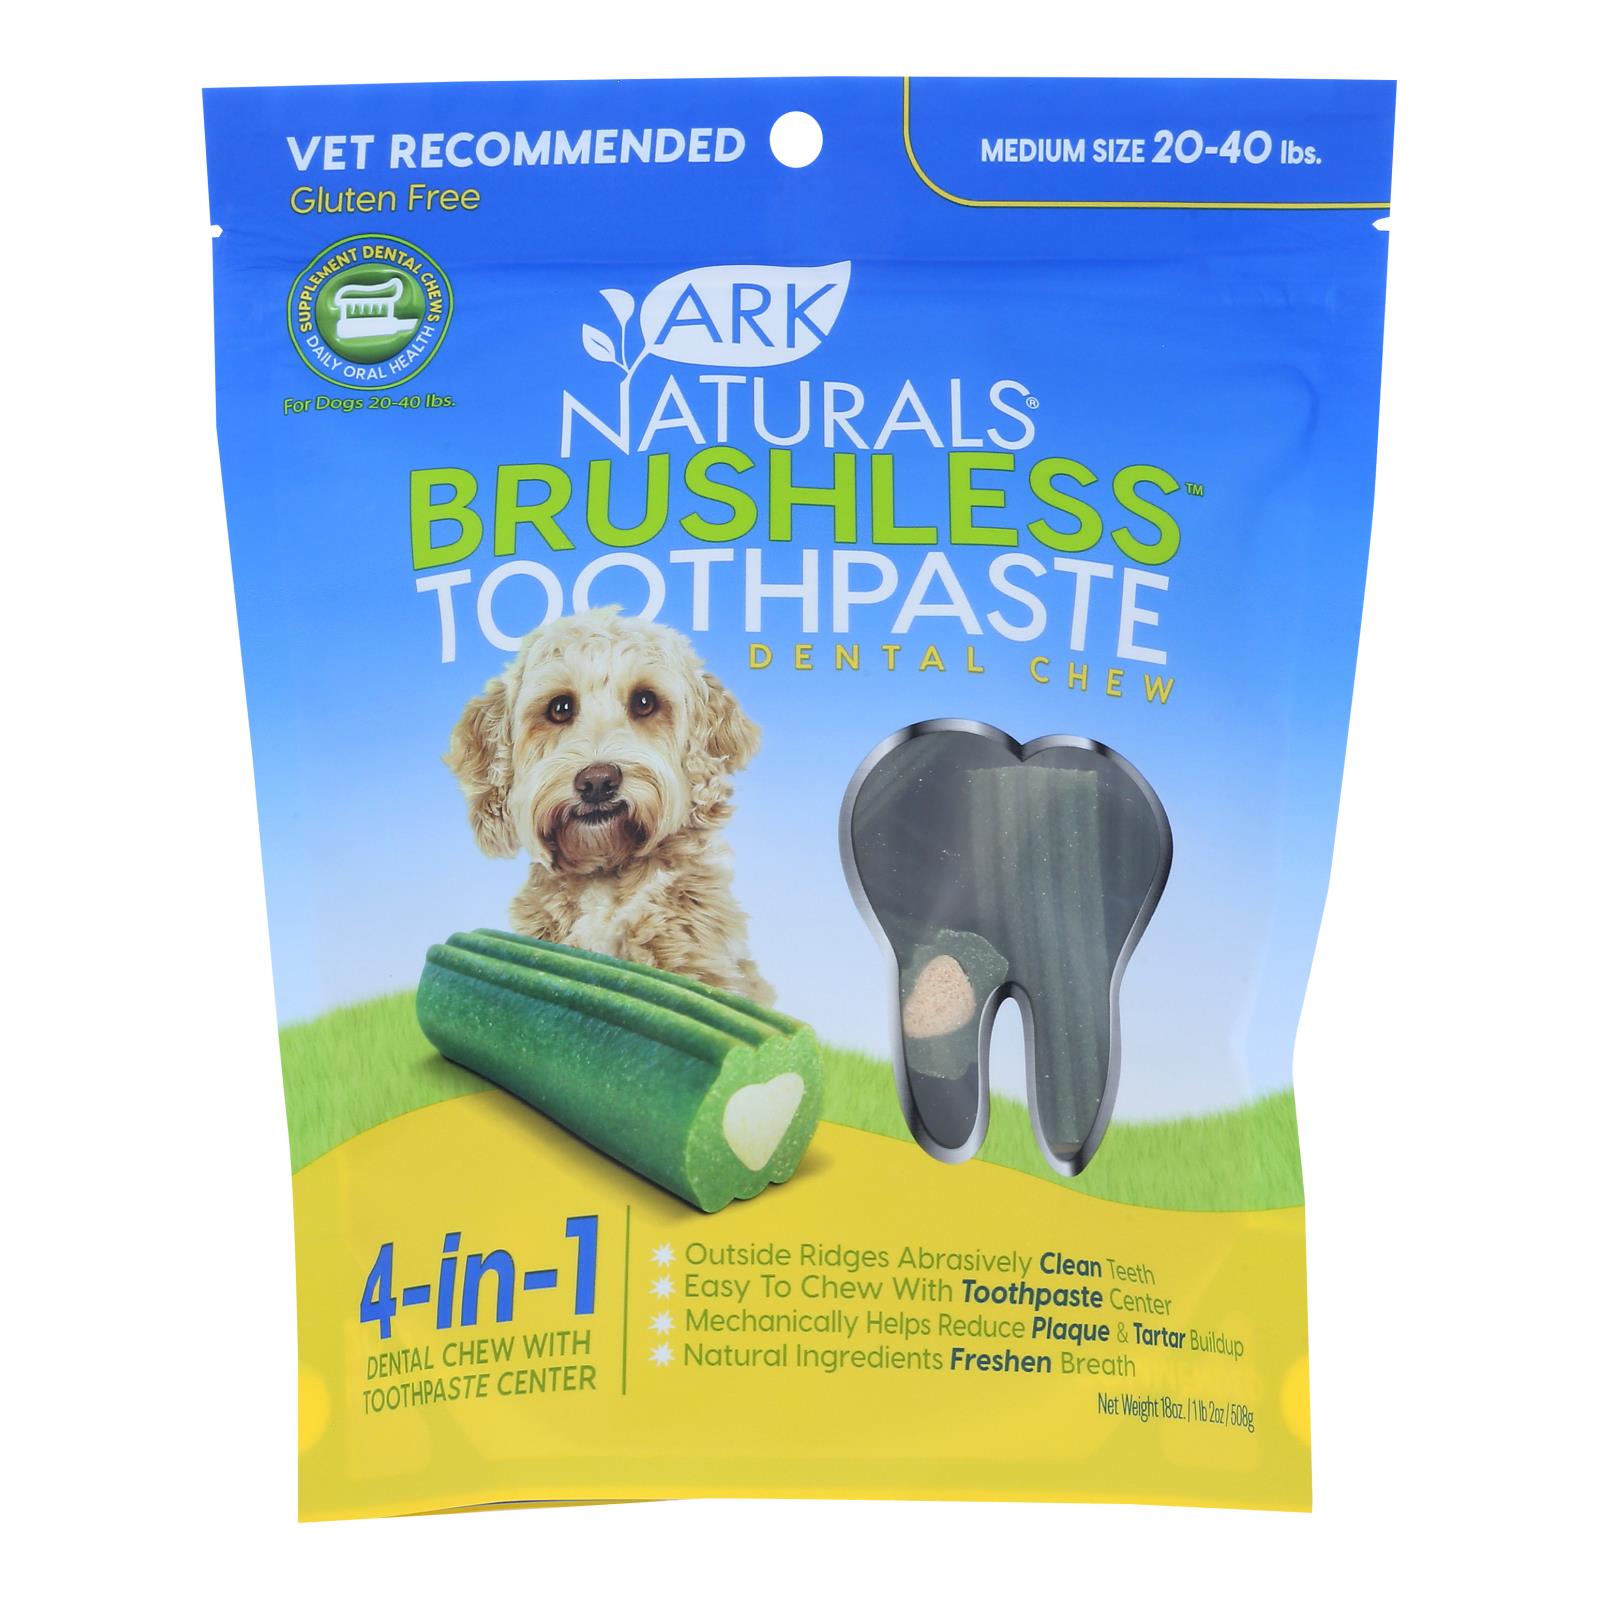 VET RECOMMENDED
Gluten Free
MEDIUM SIZE 20-40 lbs.
SUPPLEMENT DENTAL CHEWS
DAILY ORAL HEALTH
For Dogs 20-40 lbs.
ARK
NATURALS®
BRUSHLESS™
TOOTHPASTE
DENTAL CHEW
4-in-1
DENTAL CHEW WITH
TOOTHPASTE CENTER
Outside Ridges Abrasively Clean Teeth
Easy To Chew With Toothpaste Center
Mechanically Helps Reduce Plaque & Tartar Buildup
Natural Ingredients Freshen Breath
Net Weight 18oz. / 1 lb 2oz / 508g